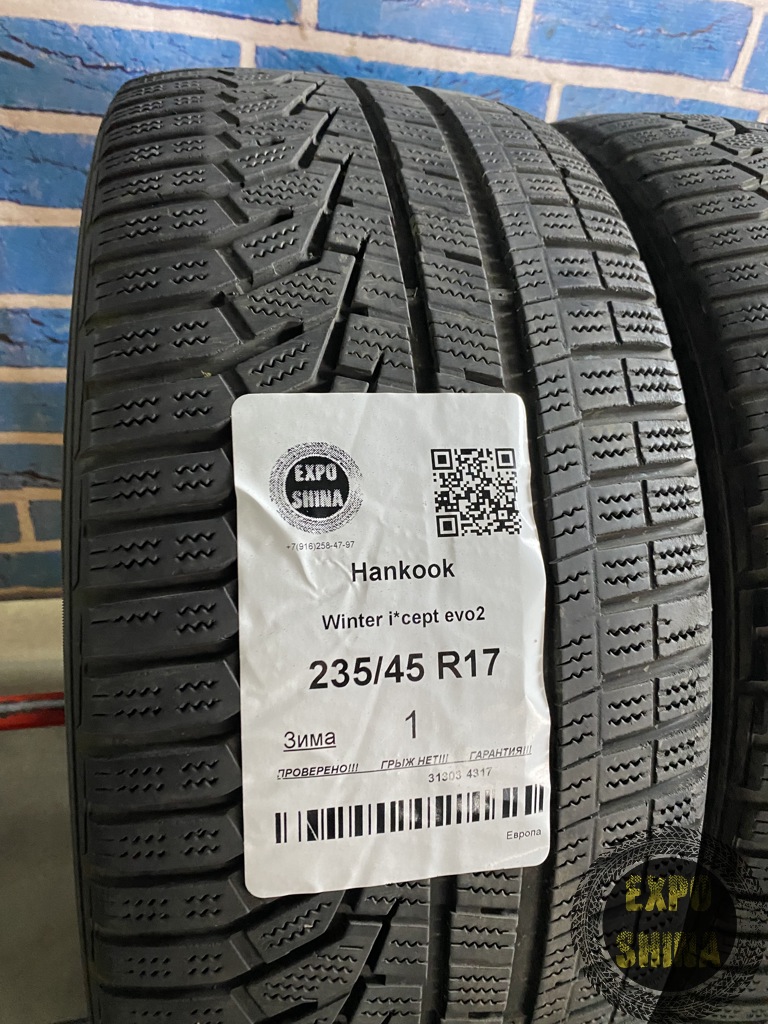 EXPO
SHINA
+7(916)258-47-97
Hankook
Winter i*cept evo2
235/45 R17
Зима 1
ПРОВЕРЕНО!!! ГРЫЖ НЕТ!!! ГАРАНТИЯ!!!
31303 4317
Европа
EXPO
SHINA